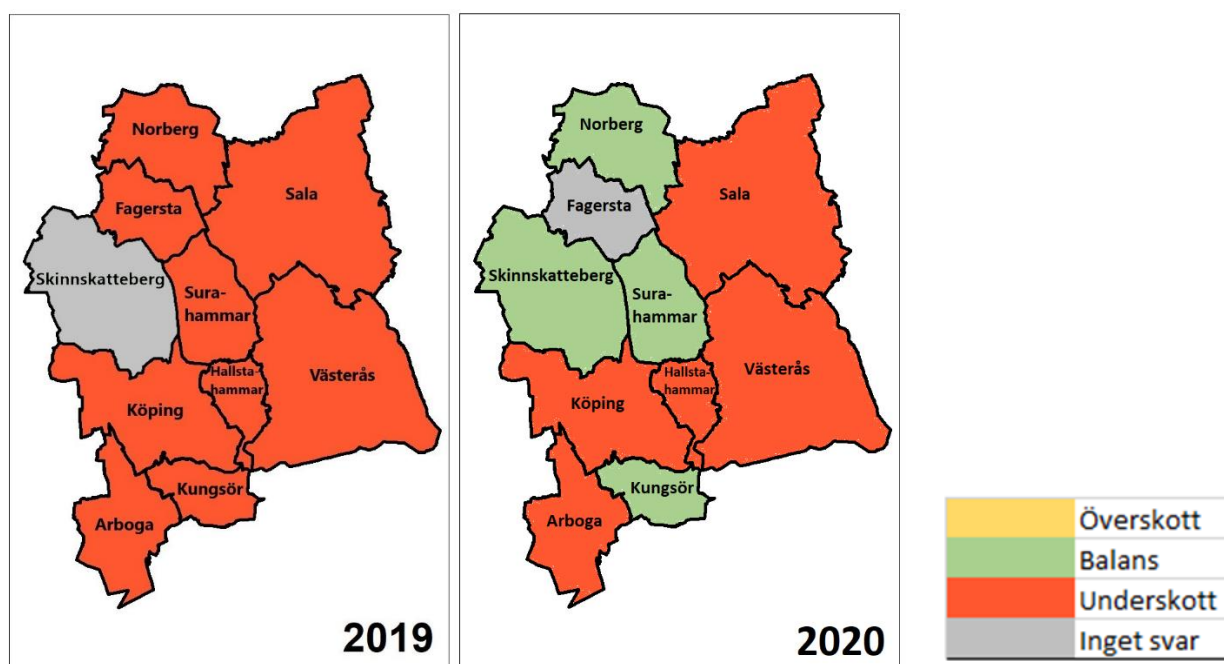 Norberg
Sala
Fagersta
Skinnskatteberg
Sura-
hammar
Hallsta-
hammar
Västerås
Köping
Kungsör
Arboga
2019
Norberg
Sala
Fagersta
Skinnskatteberg
Sura-
hammar
Hallsta-
hammar
Västerås
Köping
Kungsör
Arboga
2020
Överskott
Balans
Underskott
Inget svar